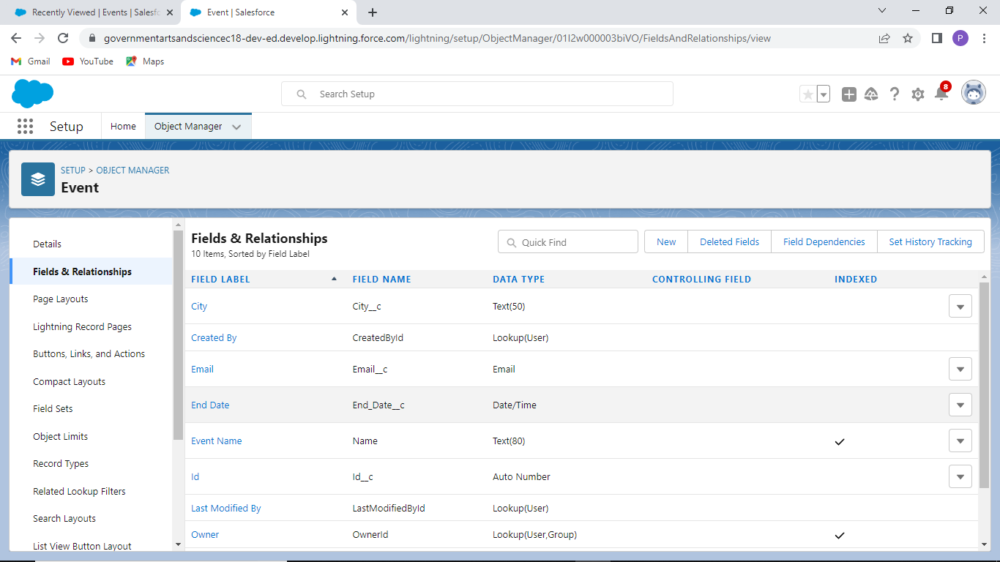 Recently Viewed | Events | Salesfo
Event | Salesforce
governmentartsandsciencec18-dev-ed.develop.lightning.force.com/lightning/setup/ObjectManager/01I2w000003biVO/FieldsAndRelationships/view
P
Gmail YouTube Maps
Search Setup
8
Setup Home Object Manager
SETUP > OBJECT MANAGER
Event
Details
Fields & Relationships
Page Layouts
Lightning Record Pages
Buttons, Links, and Actions
Compact Layouts
Field Sets
Object Limits
Record Types
Related Lookup Filters
Search Layouts
List View Button Layout
Fields & Relationships
10 Items, Sorted by Field Label
Quick Find
New Deleted Fields Field Dependencies Set History Tracking
FIELD LABEL FIELD NAME DATA TYPE CONTROLLING FIELD INDEXED
City City__c Text(50)
Created By CreatedById Lookup(User)
Email Email__c Email
End Date End_Date__c Date/Time
Event Name Name Text(80)
Id Id__c Auto Number
Last Modified By LastModifiedById Lookup(User)
Owner OwnerId Lookup(User,Group)